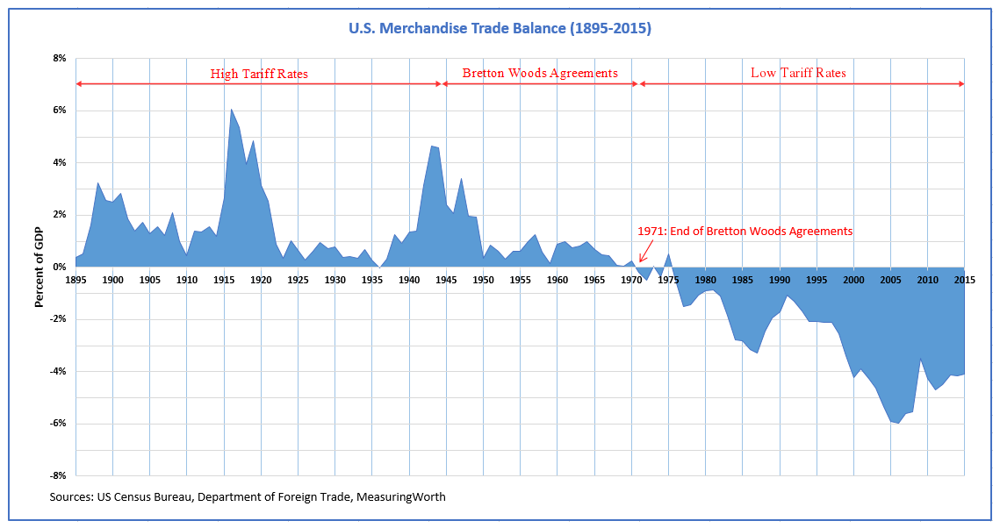 U.S. Merchandise Trade Balance (1895-2015)
8%
High Tariff Rates
Bretton Woods Agreements
Low Tariff Rates
6%
4%
2%
1971: End of Bretton Woods Agreements
0%
1895 1900 1905 1910 1915 1920 1925 1930 1935 1940 1945 1950 1955 1960 1965 1970 1975 1980 1985 1990 1995 2000 2005 2010 2015
Percent of GDP
-2%
-4%
-6%
-8%
Sources: US Census Bureau, Department of Foreign Trade, MeasuringWorth